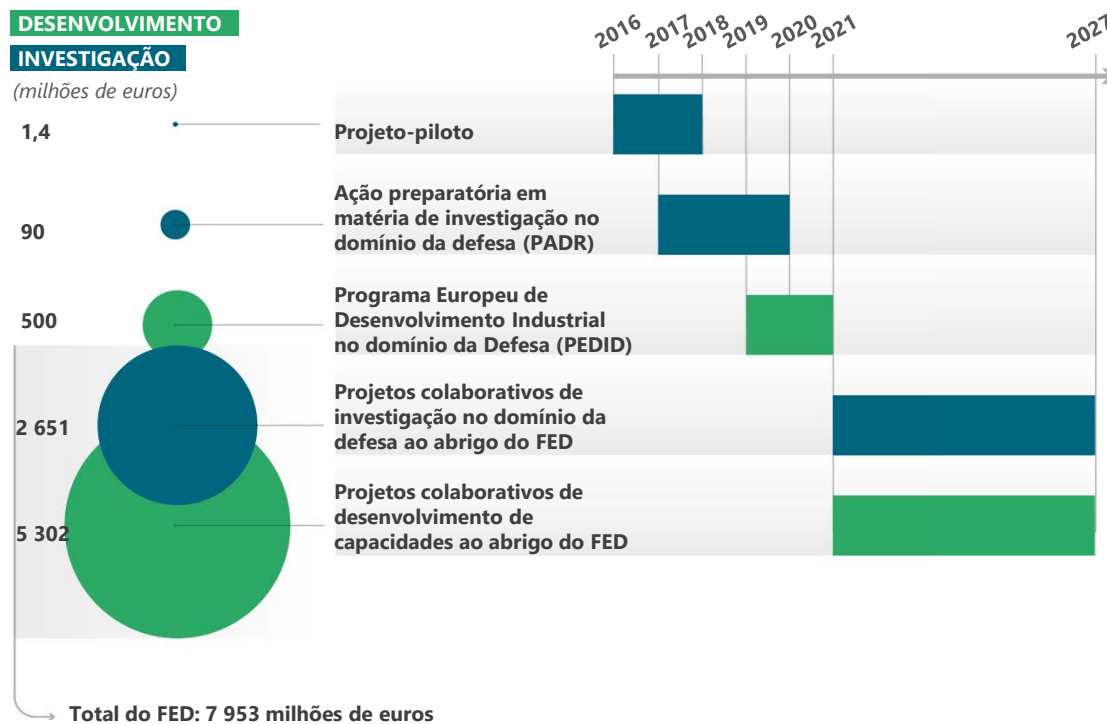 DESENVOLVIMENTO
INVESTIGAÇÃO
(milhões de euros)
2016
2017
2018
2019
2020
2021
2027
1,4
Projeto-piloto
90
Ação preparatória em
matéria de investigação no
domínio da defesa (PADR)
500
Programa Europeu de
Desenvolvimento Industrial
no domínio da Defesa (PEDID)
2 651
Projetos colaborativos de
investigação no domínio da
defesa ao abrigo do FED
5 302
Projetos colaborativos de
desenvolvimento de
capacidades ao abrigo do FED
Total do FED: 7 953 milhões de euros